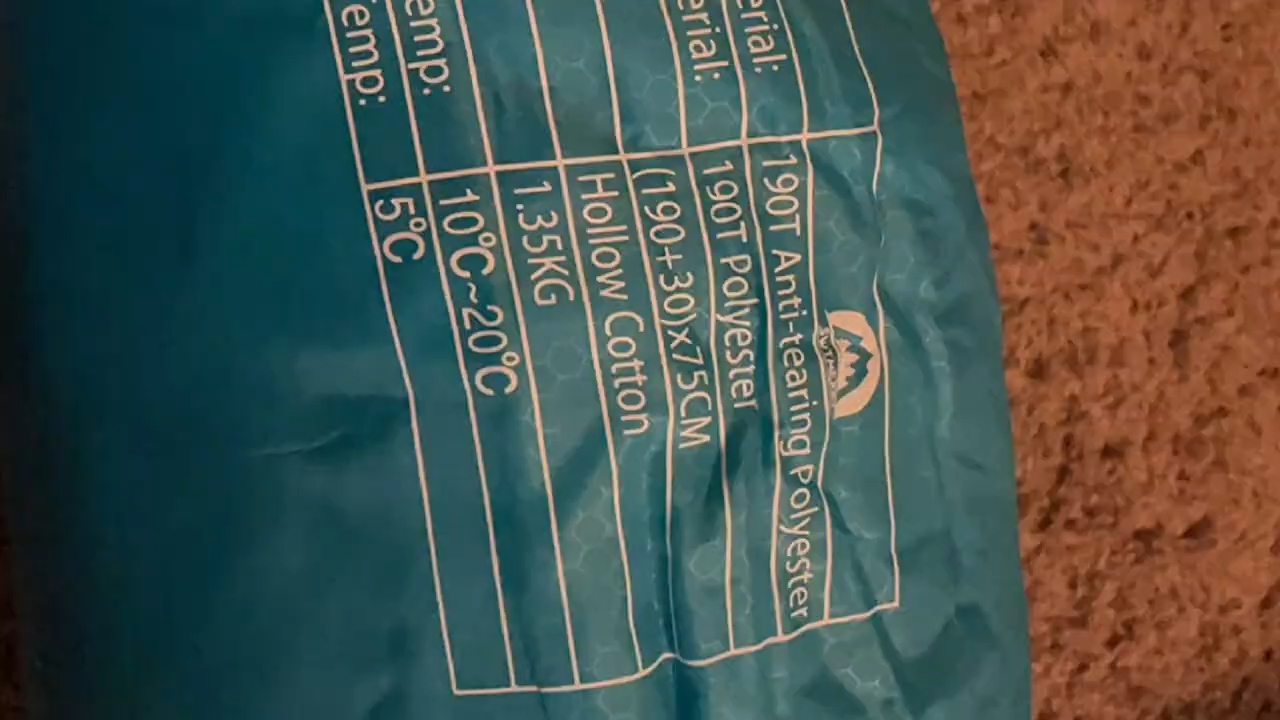 erial: 190T Anti-tearing Polyester
erial: 190T Polyester
(190+30)x75CM
Hollow Cotton
1.35KG
emp: 10℃~20℃
Temp: 5℃